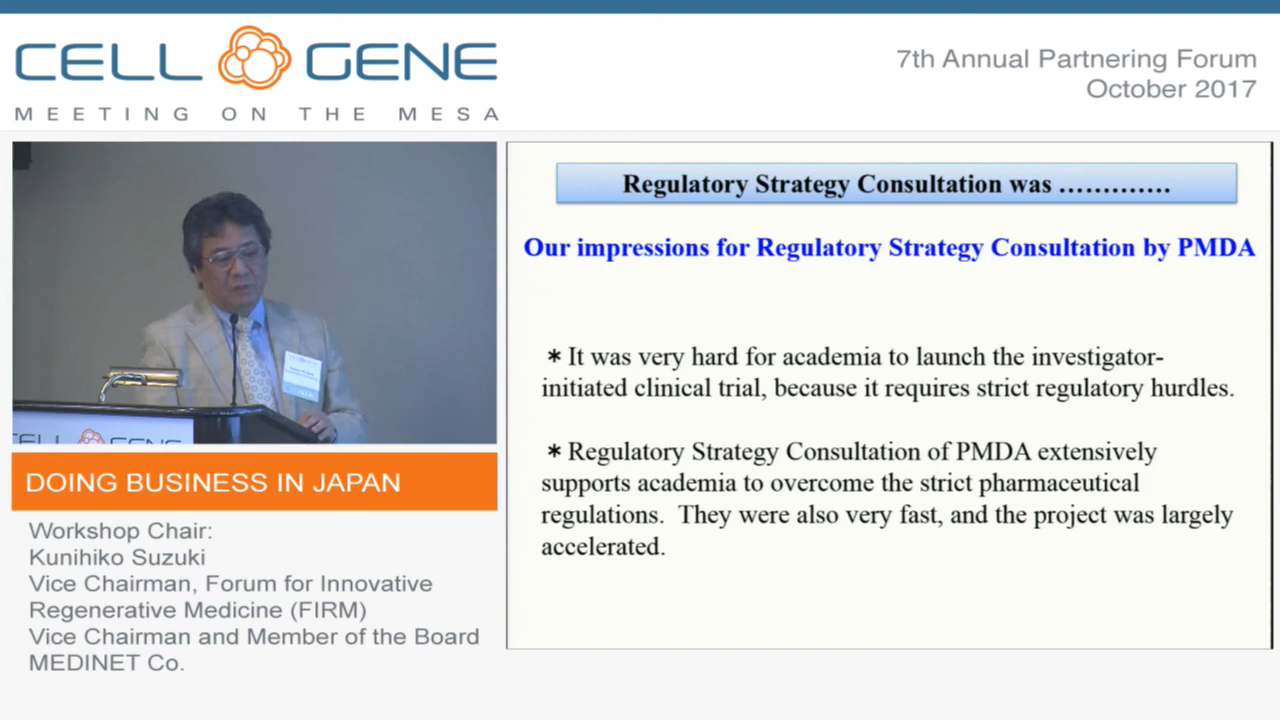 CELL GENE
MEETING ON THE MESA
7th Annual Partnering Forum
October 2017
Regulatory Strategy Consultation was .............
Our impressions for Regulatory Strategy Consultation by PMDA
* It was very hard for academia to launch the investigator-
initiated clinical trial, because it requires strict regulatory hurdles.
* Regulatory Strategy Consultation of PMDA extensively
supports academia to overcome the strict pharmaceutical
regulations. They were also very fast, and the project was largely
accelerated.
CELL GENE
DOING BUSINESS IN JAPAN
Workshop Chair:
Kunihiko Suzuki
Vice Chairman, Forum for Innovative
Regenerative Medicine (FIRM)
Vice Chairman and Member of the Board
MEDINET Co.